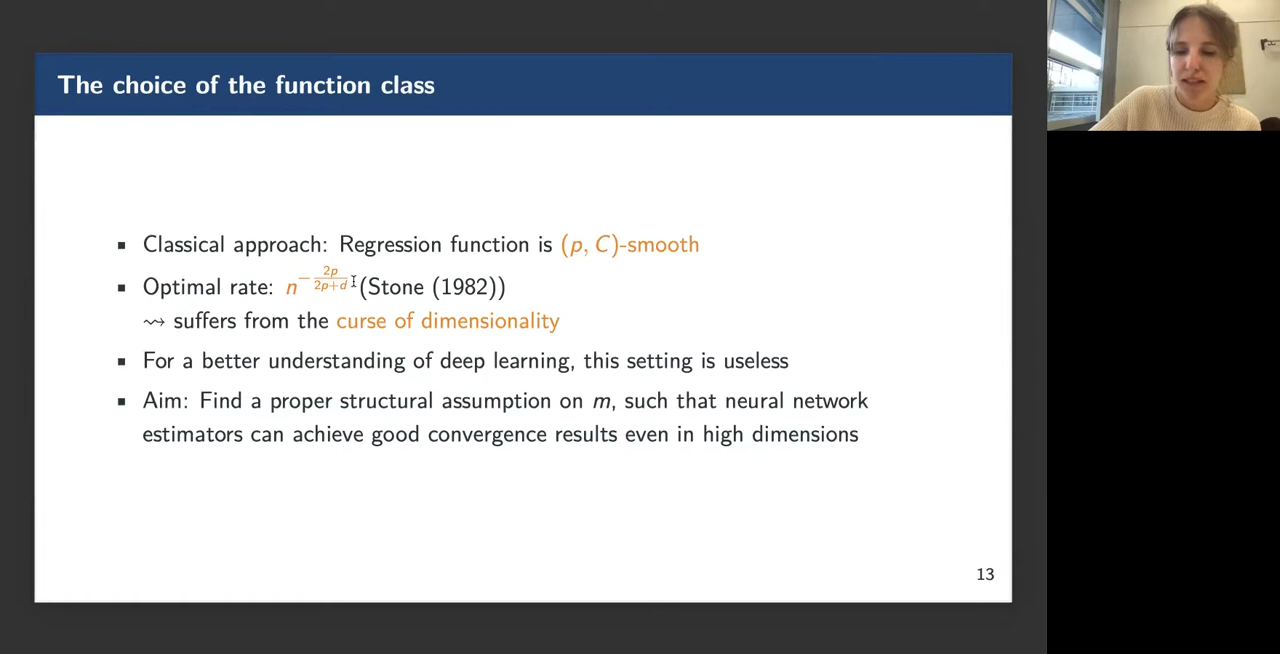 The choice of the function class
▪ Classical approach: Regression function is (p, C)-smooth
▪ Optimal rate: n^{-\frac{2p}{2p+d}} (Stone (1982))
⇝ suffers from the curse of dimensionality
▪ For a better understanding of deep learning, this setting is useless
▪ Aim: Find a proper structural assumption on m, such that neural network
estimators can achieve good convergence results even in high dimensions
13